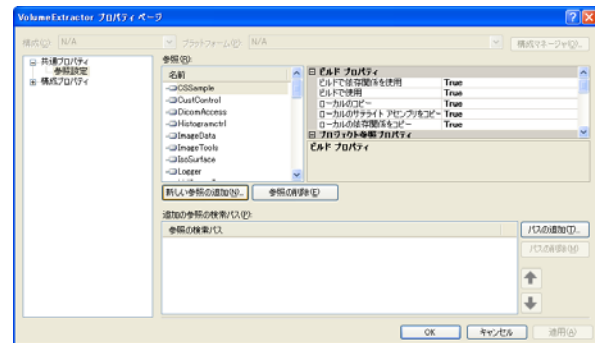 VolumeExtractor プロパティ ページ
構成(C): N/A
プラットフォーム(P): N/A
構成マネージャ(O)...
共通プロパティ
参照設定
構成プロパティ
参照(R):
名前
CSSample
CustControl
DicomAccess
Histogramctrl
ImageData
ImageTools
IsoSurface
Logger
ビルド プロパティ
ビルドで依存関係を使用 True
ビルドで使用 True
ローカルのコピー True
ローカルのサテライト アセンブリをコピー True
ローカルの依存関係をコピー True
プロジェクト参照プロパティ
ビルド プロパティ
新しい参照の追加(N)...
参照の削除(E)
追加の参照の検索パス(P):
参照の検索パス
パスの追加(T)...
パスの削除(M)
OK
キャンセル
適用(A)